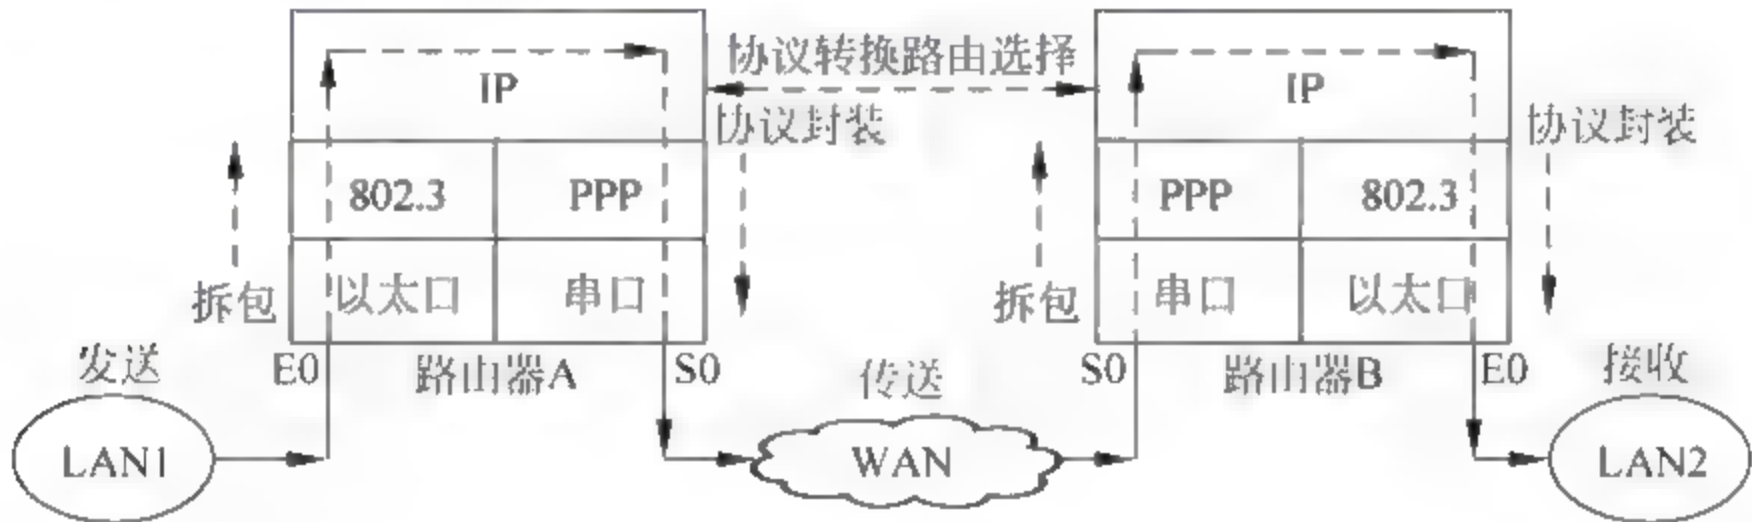 协议转换路由选择
IP
IP
协议封装
协议封装
802.3
PPP
PPP
802.3
拆包
以太口
串口
拆包
串口
以太口
发送
E0
路由器A
S0
传送
S0
路由器B
E0
接收
LAN1
WAN
LAN2